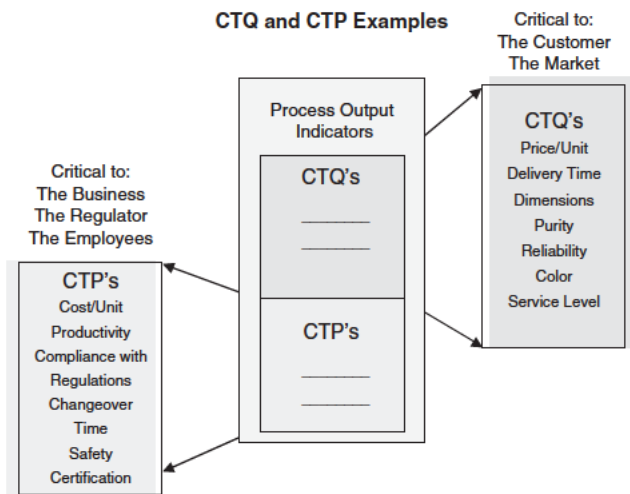 CTQ and CTP Examples
Critical to:
The Customer
The Market
Process Output
Indicators
CTQ's
CTP's
Critical to:
The Business
The Regulator
The Employees
CTP's
Cost/Unit
Productivity
Compliance with
Regulations
Changeover
Time
Safety
Certification
CTQ's
Price/Unit
Delivery Time
Dimensions
Purity
Reliability
Color
Service Level